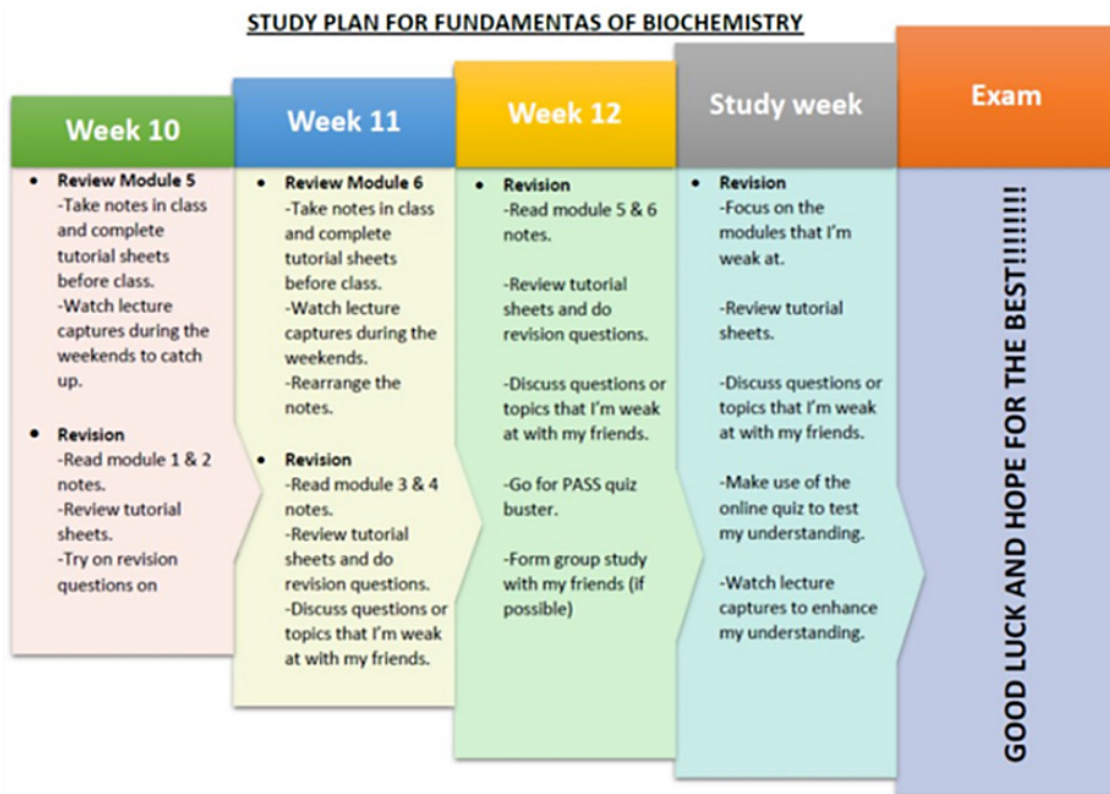 STUDY PLAN FOR FUNDAMENTAS OF BIOCHEMISTRY
Week 10
• Review Module 5
-Take notes in class
and complete
tutorial sheets
before class.
-Watch lecture
captures during the
weekends to catch
up.
• Revision
-Read module 1 & 2
notes.
-Review tutorial
sheets.
-Try on revision
questions on
Week 11
• Review Module 6
-Take notes in class
and complete
tutorial sheets
before class.
-Watch lecture
captures during the
weekends.
-Rearrange the
notes.
• Revision
-Read module 3 & 4
notes.
-Review tutorial
sheets and do
revision questions.
-Discuss questions or
topics that I'm weak
at with my friends.
Week 12
• Revision
-Read module 5 & 6
notes.
-Review tutorial
sheets and do
revision questions.
-Discuss questions or
topics that I'm weak
at with my friends.
-Go for PASS quiz
buster.
-Form group study
with my friends (if
possible)
Study week
• Revision
-Focus on the
modules that I'm
weak at.
-Review tutorial
sheets.
-Discuss questions or
topics that I'm weak
at with my friends.
-Make use of the
online quiz to test
my understanding.
-Watch lecture
captures to enhance
my understanding.
Exam
GOOD LUCK AND HOPE FOR THE BEST!!!!!!!!!